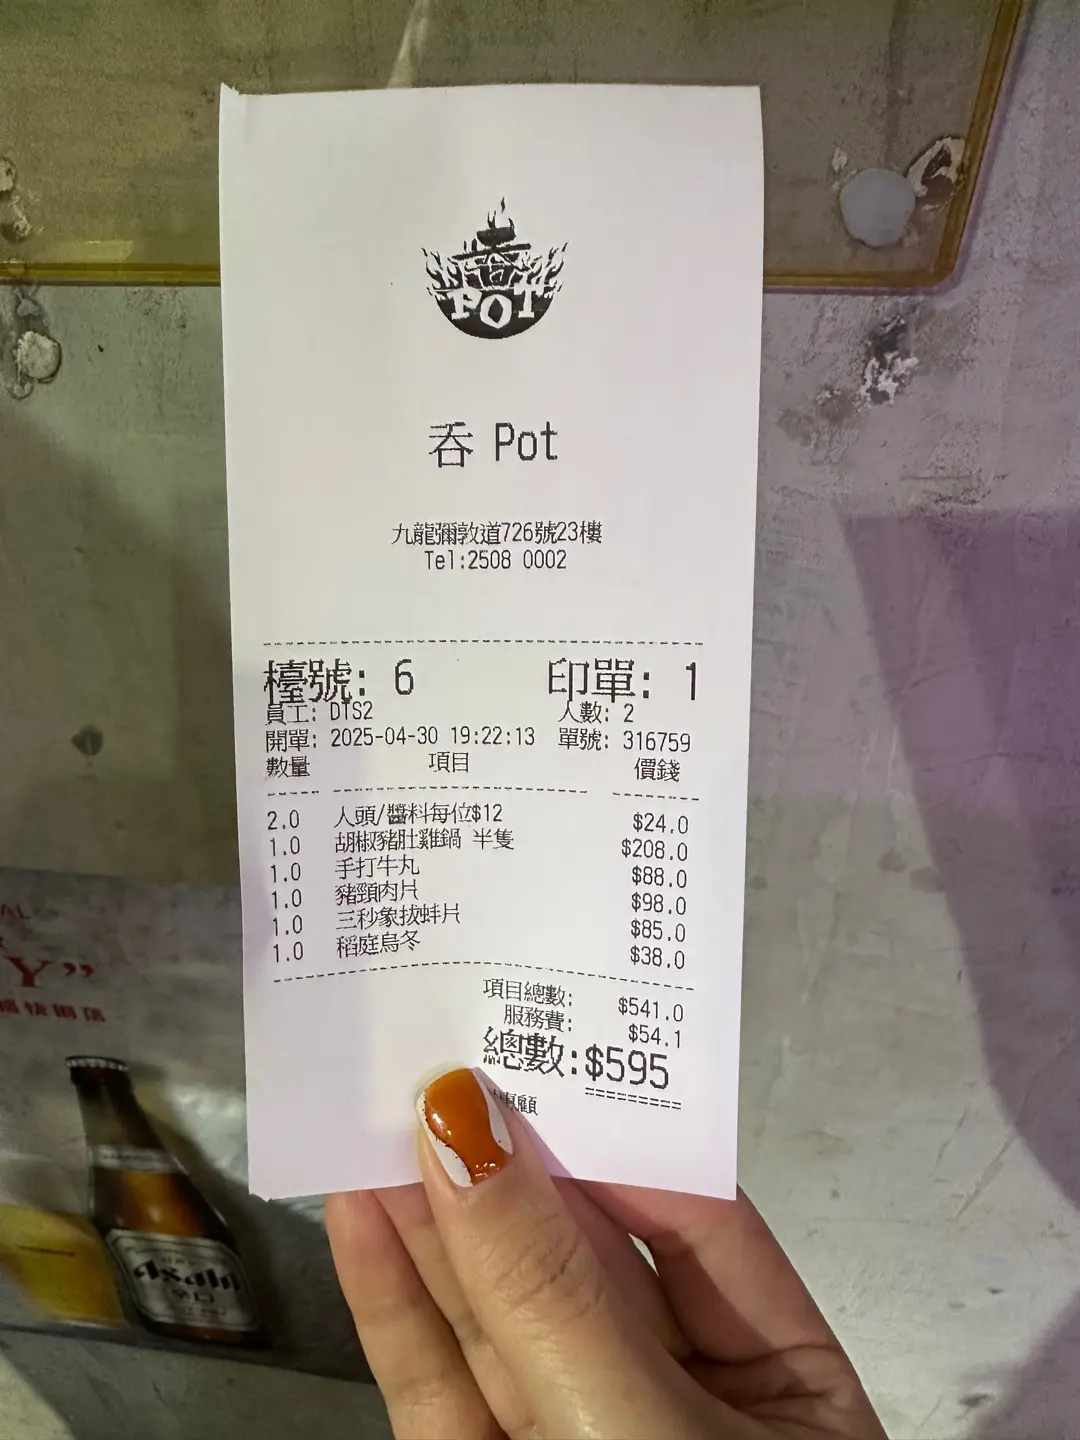 吞
POT
吞 Pot
九龍彌敦道726號23樓
Tel:2508 0002
檯號: 6 印單: 1
員工: DTS2 人數: 2
開單: 2025-04-30 19:22:13 單號: 316759
數量 項目 價錢
2.0 人頭/醬料每位$12 $24.0
1.0 胡椒豬肚雞鍋 半隻 $208.0
1.0 手打牛丸 $88.0
1.0 豬頸肉片 $98.0
1.0 三秒象拔蚌片 $85.0
1.0 稻庭烏冬 $38.0
項目總數: $541.0
服務費: $54.1
總數:$595
惠顧
AL
Y”
Asahi